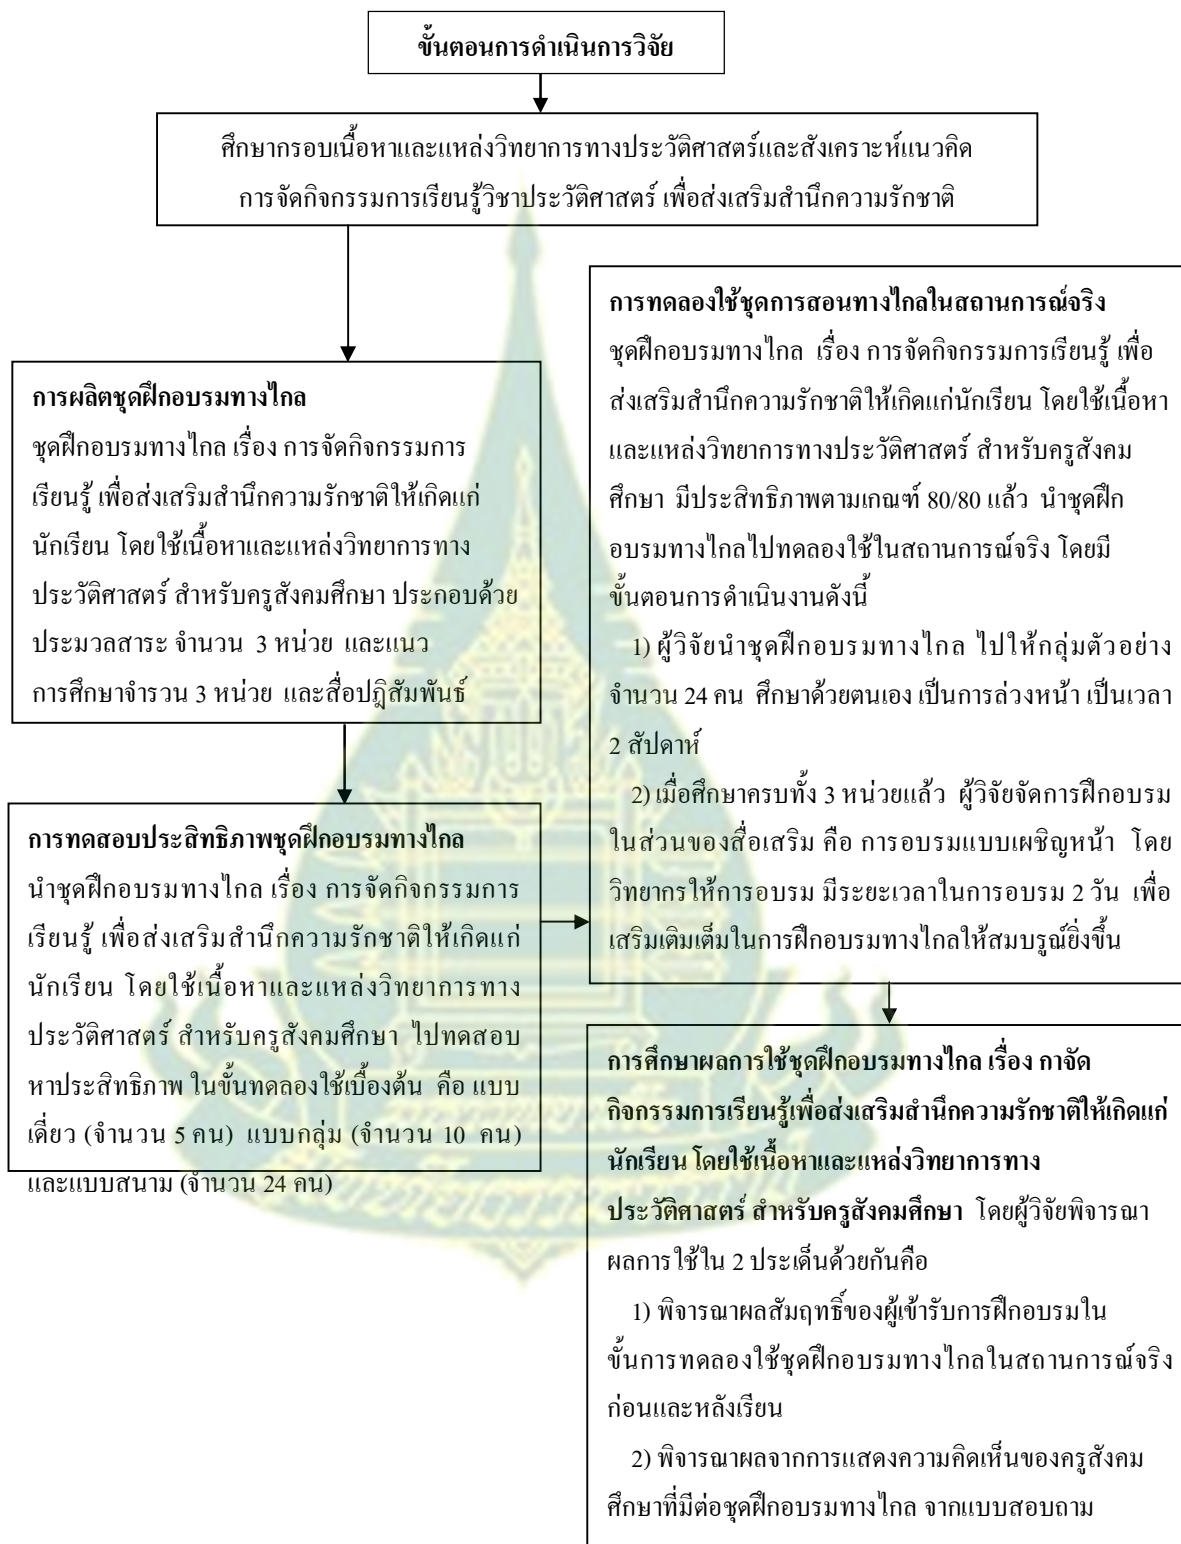 ขั้นตอนการดำเนินการวิจัย
ศึกษากรอบเนื้อหาและแหล่งวิทยาการทางประวัติศาสตร์และสังเคราะห์แนวคิด
การจัดกิจกรรมการเรียนรู้วิชาประวัติศาสตร์ เพื่อส่งเสริมสำนึกความรักชาติ
การผลิตชุดฝึกอบรมทางไกล
ชุดฝึกอบรมทางไกล เรื่อง การจัดกิจกรรมการ
เรียนรู้ เพื่อส่งเสริมสำนึกความรักชาติให้เกิดแก่
นักเรียน โดยใช้เนื้อหาและแหล่งวิทยาการทาง
ประวัติศาสตร์ สำหรับครูสังคมศึกษา ประกอบด้วย
ประมวลสาระ จำนวน 3 หน่วย และแนว
การศึกษาจำรวน 3 หน่วย และสื่อปฎิสัมพันธ์
การทดสอบประสิทธิภาพชุดฝึกอบรมทางไกล
นำชุดฝึกอบรมทางไกล เรื่อง การจัดกิจกรรมการ
เรียนรู้ เพื่อส่งเสริมสำนึกความรักชาติให้เกิดแก่
นักเรียน โดยใช้เนื้อหาและแหล่งวิทยาการทาง
ประวัติศาสตร์ สำหรับครูสังคมศึกษา ไปทดสอบ
หาประสิทธิภาพ ในขั้นทดลองใช้เบื้องต้น คือ แบบ
เดี่ยว (จำนวน 5 คน) แบบกลุ่ม (จำนวน 10 คน)
และแบบสนาม (จำนวน 24 คน)
การทดลองใช้ชุดการสอนทางไกลในสถานการณ์จริง
ชุดฝึกอบรมทางไกล เรื่อง การจัดกิจกรรมการเรียนรู้ เพื่อ
ส่งเสริมสำนึกความรักชาติให้เกิดแก่นักเรียน โดยใช้เนื้อหา
และแหล่งวิทยาการทางประวัติศาสตร์ สำหรับครูสังคม
ศึกษา มีประสิทธิภาพตามเกณฑ์ 80/80 แล้ว นำชุดฝึก
อบรมทางไกลไปทดลองใช้ในสถานการณ์จริง โดยมี
ขั้นตอนการดำเนินงานดังนี้
1) ผู้วิจัยนำชุดฝึกอบรมทางไกล ไปให้กลุ่มตัวอย่าง
จำนวน 24 คน ศึกษาด้วยตนเอง เป็นการล่วงหน้า เป็นเวลา
2 สัปดาห์
2) เมื่อศึกษาครบทั้ง 3 หน่วยแล้ว ผู้วิจัยจัดการฝึกอบรม
ในส่วนของสื่อเสริม คือ การอบรมแบบเผชิญหน้า โดย
วิทยากรให้การอบรม มีระยะเวลาในการอบรม 2 วัน เพื่อ
เสริมเติมเต็มในการฝึกอบรมทางไกลให้สมบรูณ์ยิ่งขึ้น
การศึกษาผลการใช้ชุดฝึกอบรมทางไกล เรื่อง กาจัด
กิจกรรมการเรียนรู้เพื่อส่งเสริมสำนึกความรักชาติให้เกิดแก่
นักเรียน โดยใช้เนื้อหาและแหล่งวิทยาการทาง
ประวัติศาสตร์ สำหรับครูสังคมศึกษา โดยผู้วิจัยพิจารณา
ผลการใช้ใน 2 ประเด็นด้วยกันคือ
1) พิจารณาผลสัมฤทธิ์ของผู้เข้ารับการฝึกอบรมใน
ขั้นการทดลองใช้ชุดฝึกอบรมทางไกลในสถานการณ์จริง
ก่อนและหลังเรียน
2) พิจารณาผลจากการแสดงความคิดเห็นของครูสังคม
ศึกษาที่มีต่อชุดฝึกอบรมทางไกล จากแบบสอบถาม